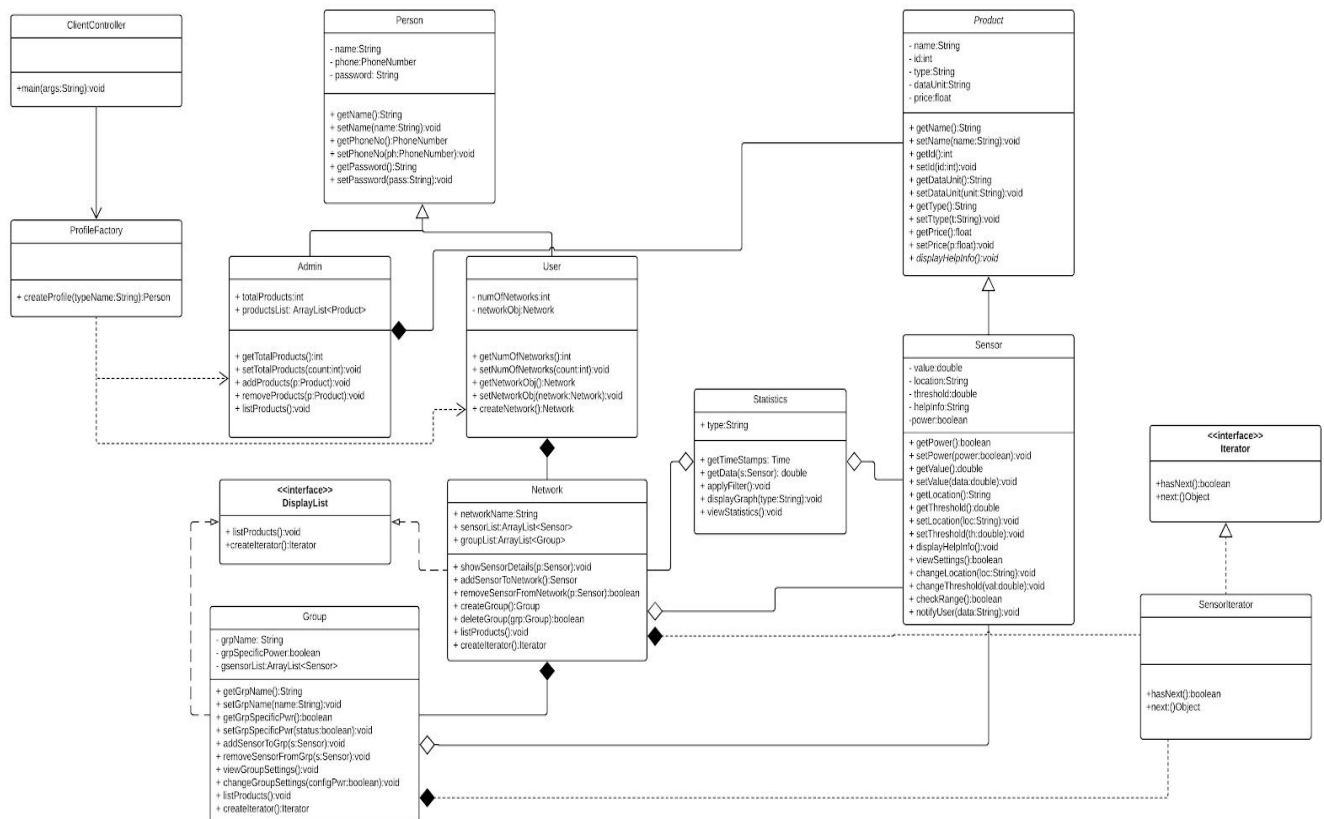 ClientController
+main(args:String):void
Person
- name:String
- phone:PhoneNumber
- password: String
+ getName():String
+ setName(name:String):void
+ getPhoneNo():PhoneNumber
+ setPhoneNo(ph:PhoneNumber):void
+ getPassword():String
+ setPassword(pass:String):void
Product
- name:String
- id:int
- type:String
- dataUnit:String
- price:float
+ getName():String
+ setName(name:String):void
+ getId():int
+ setId(id:int):void
+ getDataUnit():String
+ setDataUnit(unit:String):void
+ getType():String
+ setTtype(t:String):void
+ getPrice():float
+ setPrice(p:float):void
+ displayHelpInfo():void
ProfileFactory
+ createProfile(typeName:String):Person
Admin
+ totalProducts:int
+ productsList: ArrayList<Product>
+ getTotalProducts():int
+ setTotalProducts(count:int):void
+ addProducts(p:Product):void
+ removeProducts(p:Product):void
+ listProducts():void
User
- numOfNetworks:int
- networkObj:Network
+ getNumOfNetworks():int
+ setNumOfNetworks(count:int):void
+ getNetworkObj():Network
+ setNetworkObj(network:Network):void
+ createNetwork():Network
Statistics
+ type:String
+ getTimeStamps: Time
+ getData(s:Sensor): double
+ applyFilter():void
+ displayGraph(type:String):void
+ viewStatistics():void
Sensor
- value:double
- location:String
- threshold:double
- helpInfo:String
-power:boolean
+ getPower():boolean
+ setPower(power:boolean):void
+ getValue():double
+ setValue(data:double):void
+ getLocation():String
+ getThreshold():double
+ setLocation(loc:String):void
+ setThreshold(th:double):void
+ displayHelpInfo():void
+ viewSettings():boolean
+ changeLocation(loc:String):void
+ changeThreshold(val:double):void
+ checkRange():boolean
+ notifyUser(data:String):void
<<interface>>
Iterator
+hasNext():boolean
+next:()Object
<<interface>>
DisplayList
+ listProducts():void
+createIterator():Iterator
Network
+ networkName:String
+ sensorList:ArrayList<Sensor>
+ groupList:ArrayList<Group>
+ showSensorDetails(p:Sensor):void
+ addSensorToNetwork():Sensor
+ removeSensorFromNetwork(p:Sensor):boolean
+ createGroup():Group
+ deleteGroup(grp:Group):boolean
+ listProducts():void
+ createIterator():Iterator
Group
- grpName: String
- grpSpecificPower:boolean
- gsensorList:ArrayList<Sensor>
+ getGrpName():String
+ setGrpName(name:String):void
+ getGrpSpecificPwr():boolean
+ setGrpSpecificPwr(status:boolean):void
+ addSensorToGrp(s:Sensor):void
+ removeSensorFromGrp(s:Sensor):void
+ viewGroupSettings():void
+ changeGroupSettings(configPwr:boolean):void
+ listProducts():void
+ createIterator():Iterator
SensorIterator
+hasNext():boolean
+next:()Object